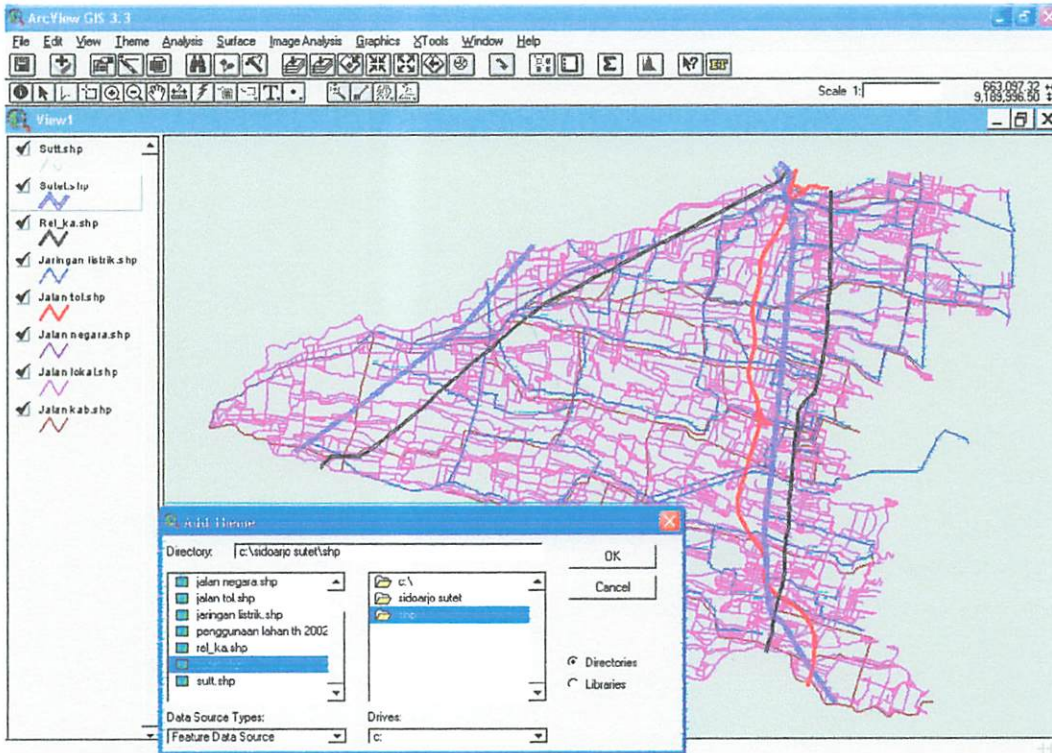 ArcView GIS 3.3
File Edit View Theme Analysis Surface Image Analysis Graphics XTools Window Help
Scale 1:
663,097.32
9,189,996.50
View1
Sutt.shp
Sutet.shp
Rel_ka.shp
Jaringan listrik.shp
Jalan tol.shp
Jalan negara.shp
Jalan lokal.shp
Jalan kab.shp
Add Theme
Directory: c:\sidoarjo sutet\shp
OK
Cancel
jalan negara.shp
jalan tol.shp
jaringan listrik.shp
penggunaan lahan th 2002
rel_ka.shp
sutt.shp
c:\
sidoarjo sutet
shp
Directories
Libraries
Data Source Types:
Feature Data Source
Drives:
c: